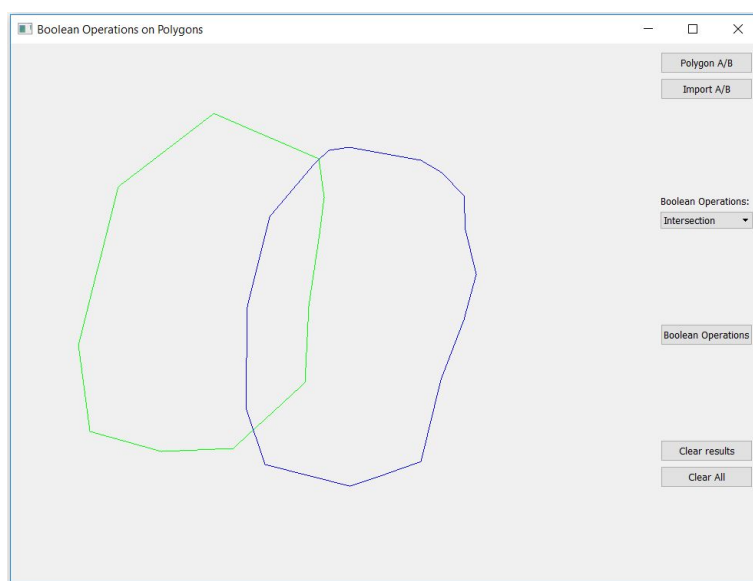 Boolean Operations on Polygons
Polygon A/B
Import A/B
Boolean Operations:
Intersection
Boolean Operations
Clear results
Clear All